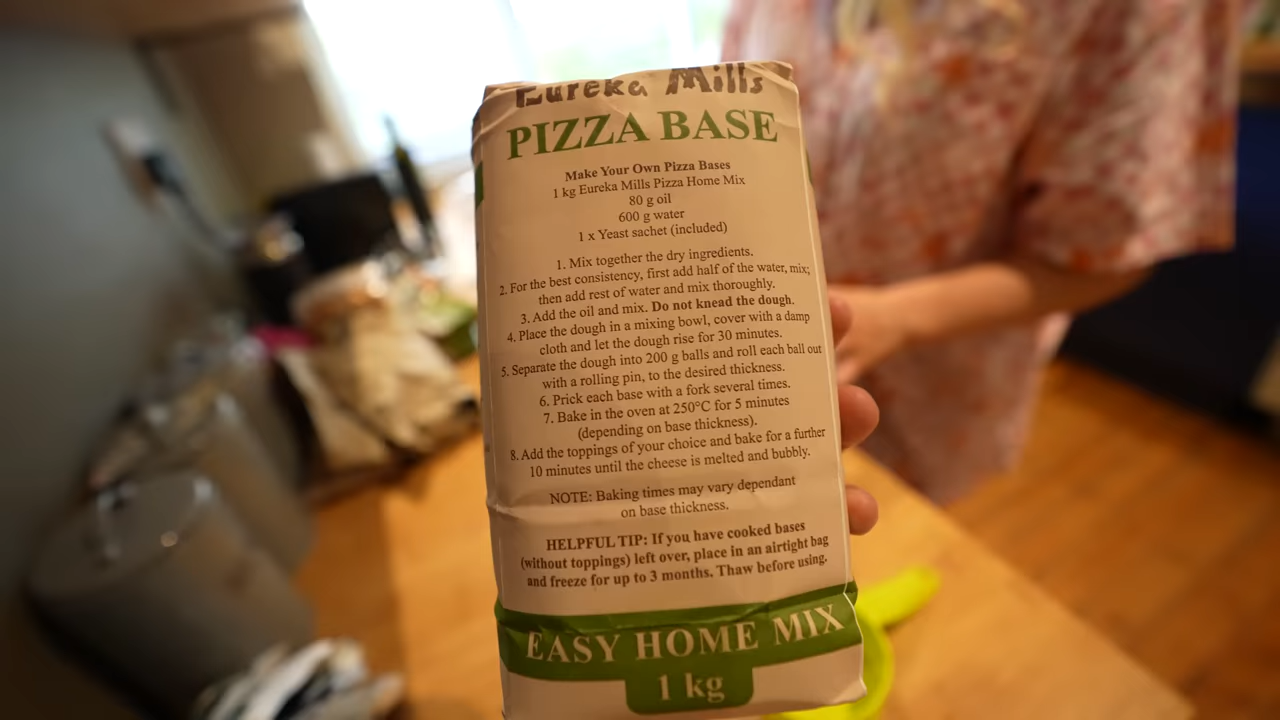 Eureka Mills
PIZZA BASE
Make Your Own Pizza Bases
1 kg Eureka Mills Pizza Home Mix
80 g oil
600 g water
1 x Yeast sachet (included)
1. Mix together the dry ingredients.
2. For the best consistency, first add half of the water, mix;
then add rest of water and mix thoroughly.
3. Add the oil and mix. Do not knead the dough.
4. Place the dough in a mixing bowl, cover with a damp
cloth and let the dough rise for 30 minutes.
5. Separate the dough into 200 g balls and roll each ball out
with a rolling pin, to the desired thickness.
6. Prick each base with a fork several times.
7. Bake in the oven at 250°C for 5 minutes
(depending on base thickness).
8. Add the toppings of your choice and bake for a further
10 minutes until the cheese is melted and bubbly.
NOTE: Baking times may vary dependant
on base thickness.
HELPFUL TIP: If you have cooked bases
(without toppings) left over, place in an airtight bag
and freeze for up to 3 months. Thaw before using.
EASY HOME MIX
1 kg